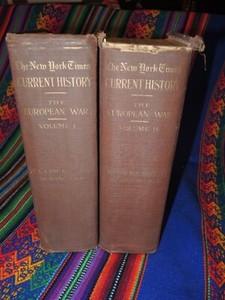 The New York Times
CURRENT HISTORY
THE
EUROPEAN WAR
VOLUME I
The New York Times
CURRENT HISTORY
THE
EUROPEAN WAR
VOLUME II